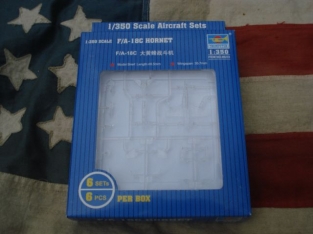 1/350 Scale Aircraft Sets
1:350 SCALE F/A-18C HORNET
F/A-18C 大黄蜂战斗机
1:350
6 SETS
6 PCS
PER BOX